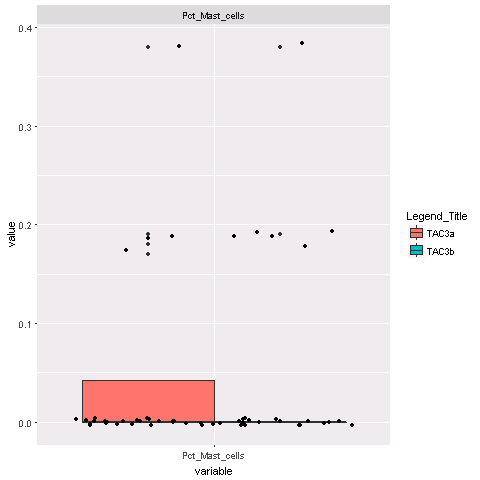 Pct_Mast_cells
0.4
0.3
0.2
0.1
0.0
value
Pct_Mast_cells
variable
Legend_Title
TAC3a
TAC3b